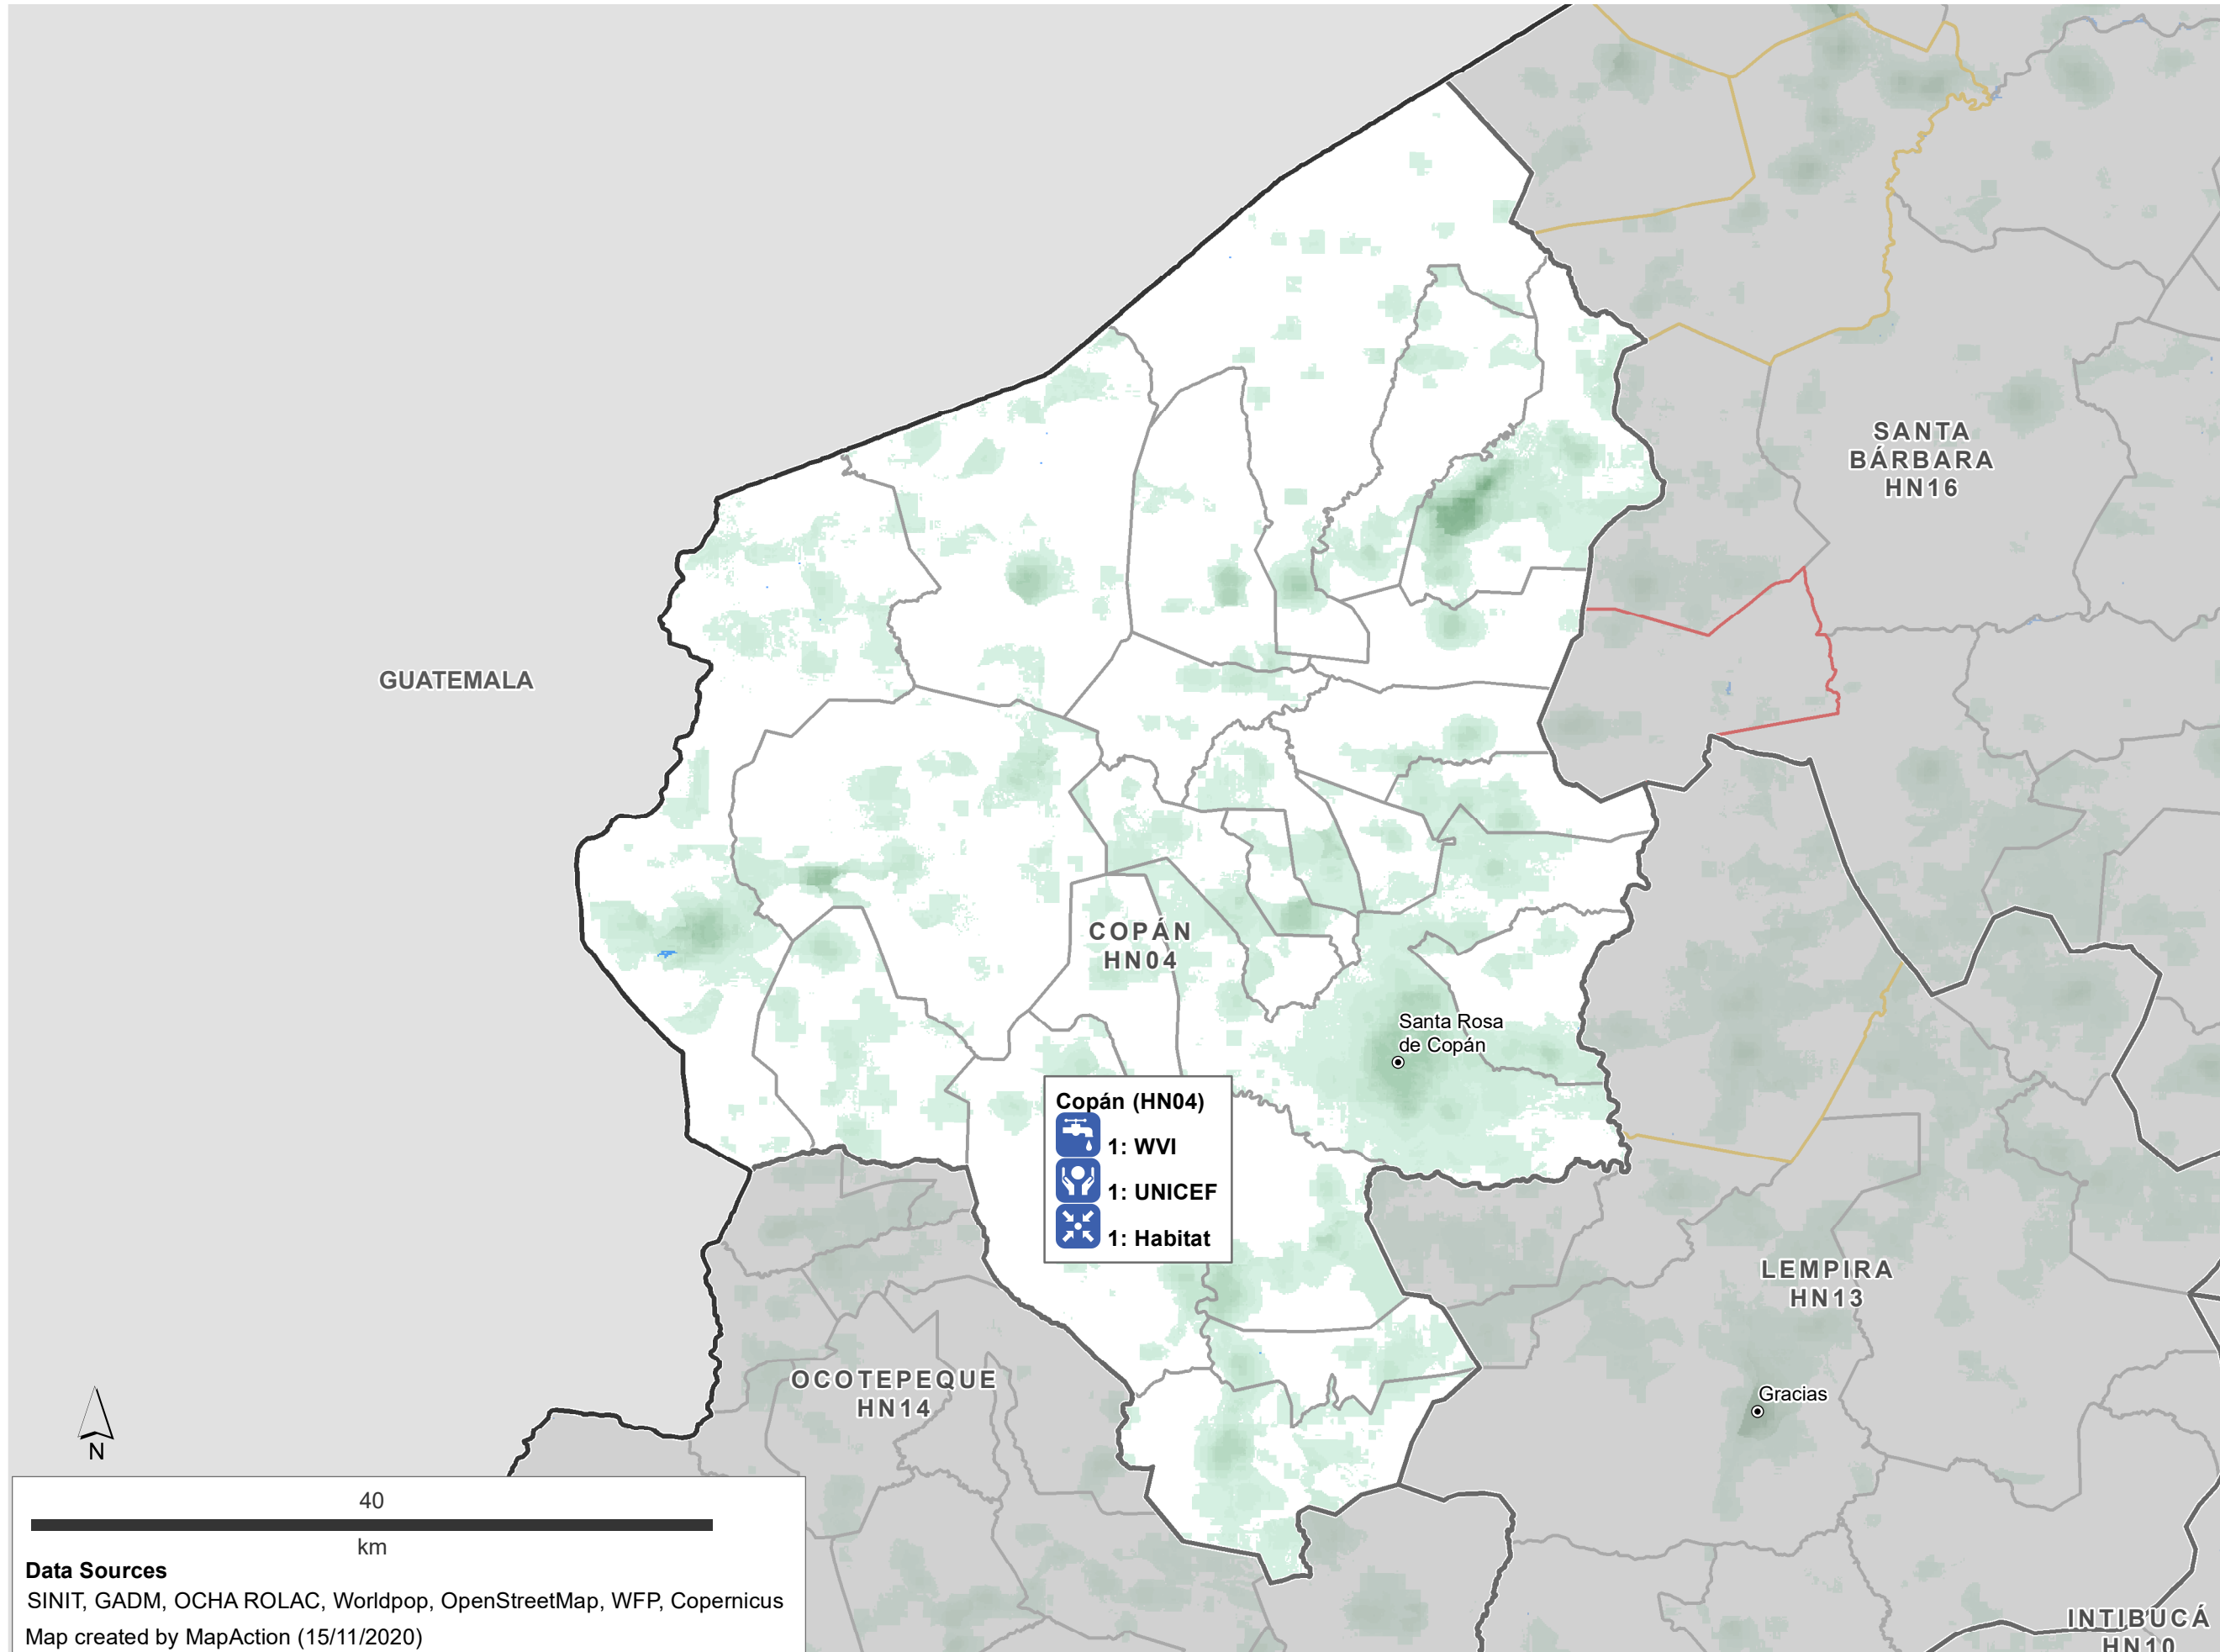 SANTA
BÁRBARA
HN16
GUATEMALA
COPÁN
HN04
Santa Rosa
de Copán
Copán (HN04)
1: WVI
1: UNICEF
1: Habitat
LEMPIRA
HN13
OCOTEPEQUE
HN14
Gracias
N
40
km
Data Sources
SINIT, GADM, OCHA ROLAC, Worldpop, OpenStreetMap, WFP, Copernicus
Map created by MapAction (15/11/2020)
INTIBUCÁ
HN10